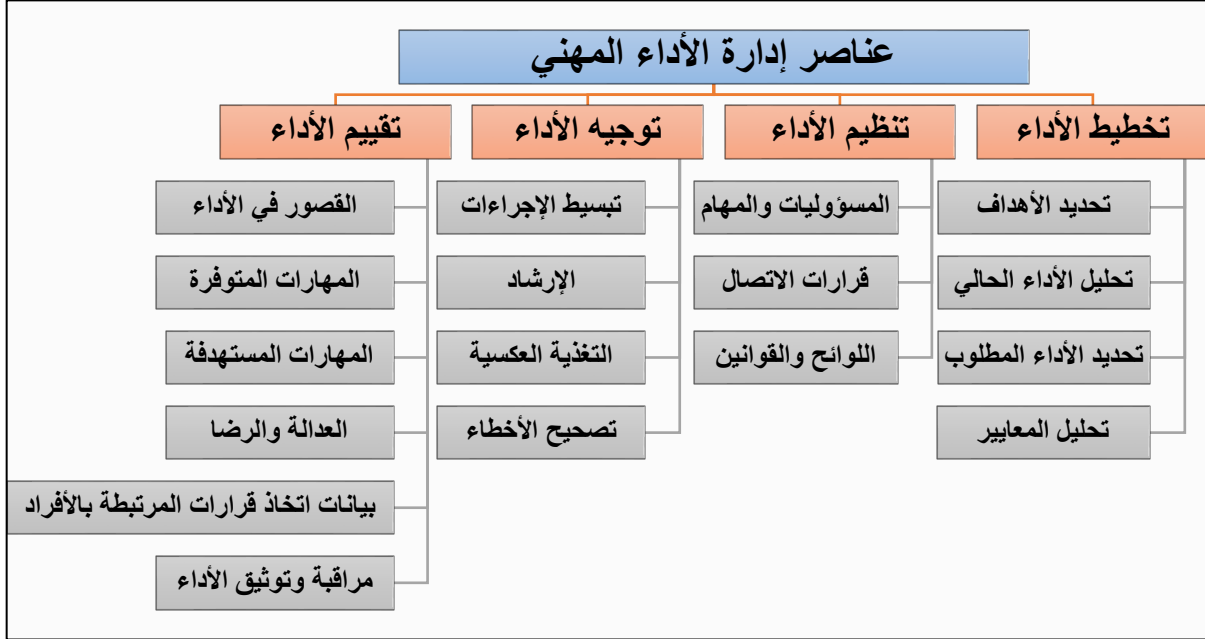 عناصر إدارة الأداء المهني
تخطيط الأداء
تحديد الأهداف
تحليل الأداء الحالي
تحديد الأداء المطلوب
تحليل المعايير
تنظيم الأداء
المسؤوليات والمهام
قرارات الاتصال
اللوائح والقوانين
توجيه الأداء
تبسيط الإجراءات
الإرشاد
التغذية العكسية
تصحيح الأخطاء
تقييم الأداء
القصور في الأداء
المهارات المتوفرة
المهارات المستهدفة
العدالة والرضا
بيانات اتخاذ قرارات المرتبطة بالأفراد
مراقبة وتوثيق الأداء